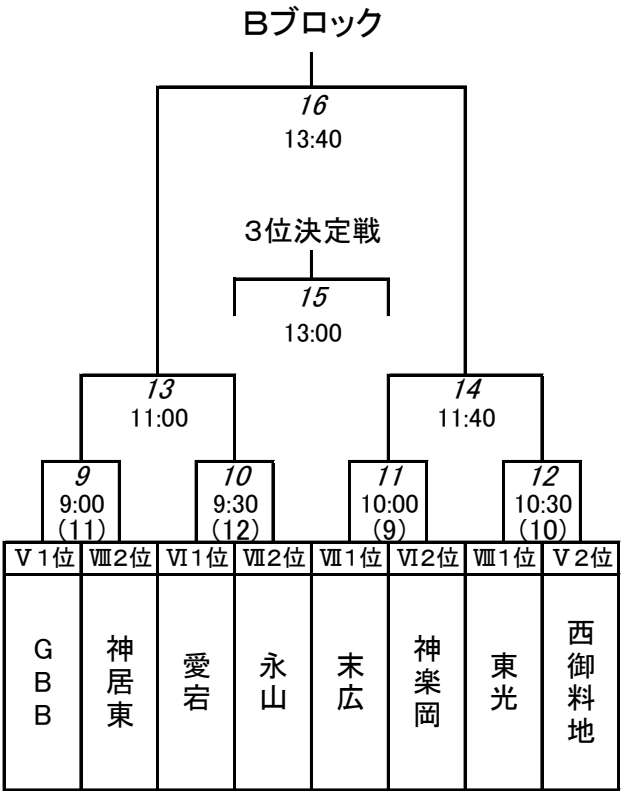 Bブロック
16
13:40
3位決定戦
15
13:00
13
11:00
14
11:40
9
9:00
(11)
10
9:30
(12)
11
10:00
(9)
12
10:30
(10)
Ⅴ1位 Ⅷ2位 Ⅵ1位 Ⅶ2位 Ⅶ1位 Ⅵ2位 Ⅷ1位 Ⅴ2位
GBB
神居東
愛宕
永山
末広
神楽岡
東光
西御料地